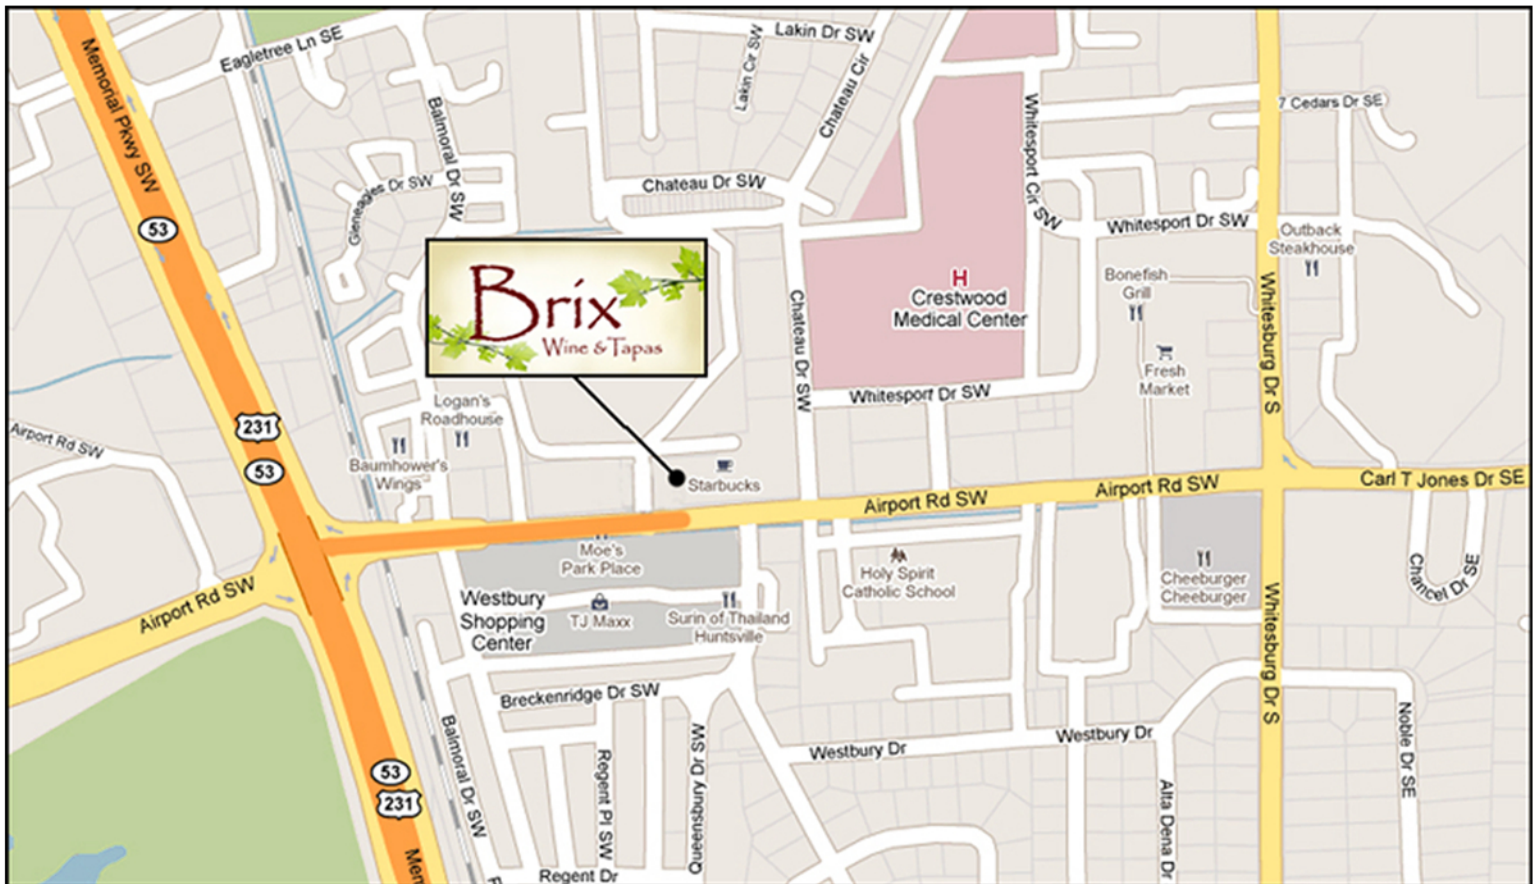 Lakin Dr SW
Eagletree Ln SE
Memorial Pkwy SW
Lakin Cir SW
Chateau Cir
7 Cedars Dr SE
Balmoral Dr SW
Whitesport Cir SW
Gleneagles Dr SW
Chateau Dr SW
53
Whitesport Dr SW
Outback
Steakhouse
Brix
Wine & Tapas
H
Crestwood
Medical Center
Bonefish
Grill
Whitesburg Dr S
Chateau Dr SW
Fresh
Market
Whitesport Dr SW
Logan's
Roadhouse
231
Airport Rd SW
53
Baumhower's
Wings
Starbucks
Airport Rd SW
Airport Rd SW
Carl T Jones Dr SE
Moe's
Park Place
Holy Spirit
Catholic School
Cheeburger
Cheeburger
Chancel Dr SE
Airport Rd SW
Westbury
Shopping
Center
TJ Maxx
Surin of Thailand
Huntsville
Whitesburg Dr S
Breckenridge Dr SW
Westbury Dr
Westbury Dr
Noble Dr SE
Balmoral Dr SW
Regent Pl SW
Queensbury Dr SW
53
231
Alta Dena Dr
Mem
Regent Dr